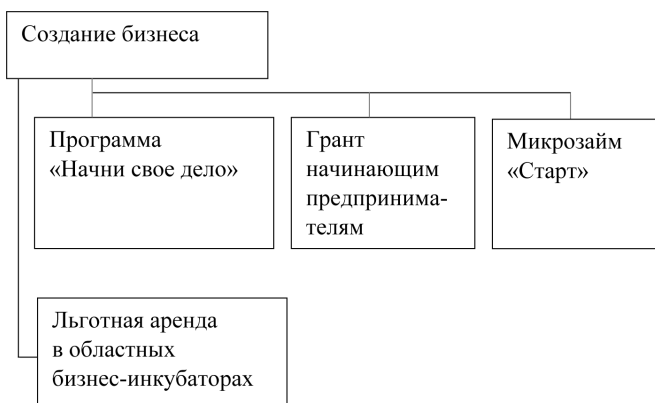 Создание бизнеса
Программа
«Начни свое дело»
Грант
начинающим
предпринима-
телям
Микрозайм
«Старт»
Льготная аренда
в областных
бизнес-инкубаторах